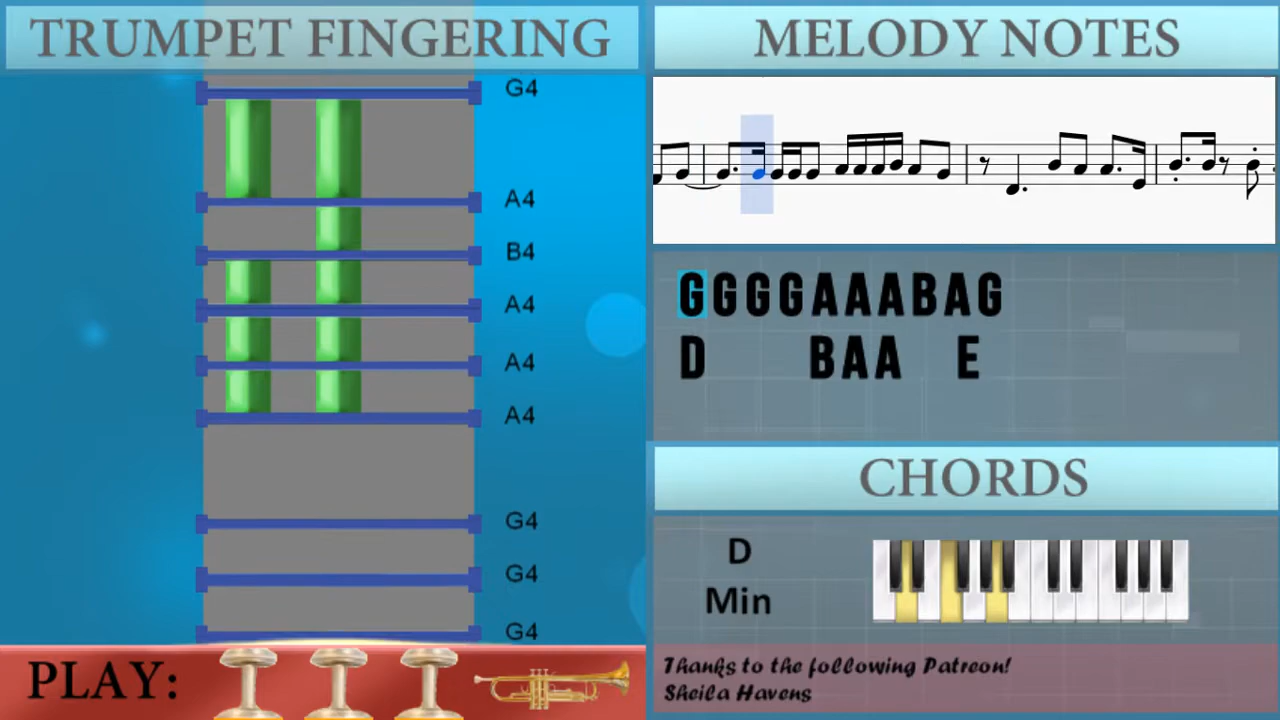 TRUMPET FINGERING
G4
A4
B4
A4
A4
A4
G4
G4
G4
PLAY:
MELODY NOTES
GGGGAAABAG
D BAA E
CHORDS
D
Min
Thanks to the following Patreon!
Sheila Havens